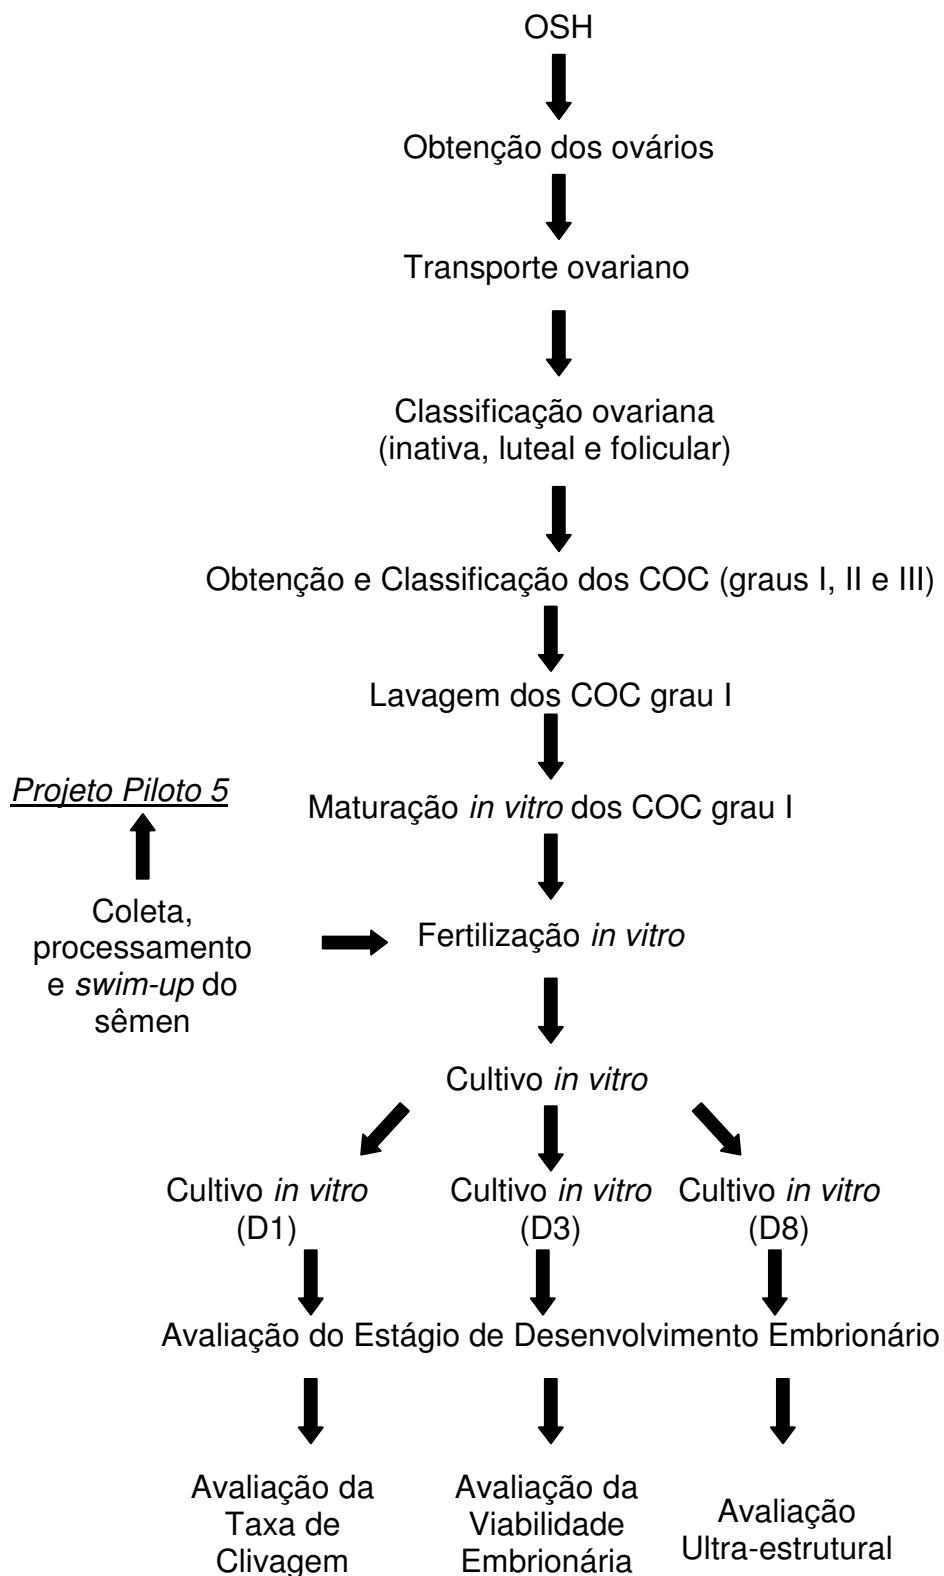 OSH
Obtenção dos ovários
Transporte ovariano
Classificação ovariana
(inativa, luteal e folicular)
Obtenção e Classificação dos COC (graus I, II e III)
Lavagem dos COC grau I
Projeto Piloto 5
Maturação in vitro dos COC grau I
Coleta,
processamento
e swim-up do
sêmen
Fertilização in vitro
Cultivo in vitro
Cultivo in vitro
(D1)
Cultivo in vitro
(D3)
Cultivo in vitro
(D8)
Avaliação do Estágio de Desenvolvimento Embrionário
Avaliação da
Taxa de
Clivagem
Avaliação da
Viabilidade
Embrionária
Avaliação
Ultra-estrutural